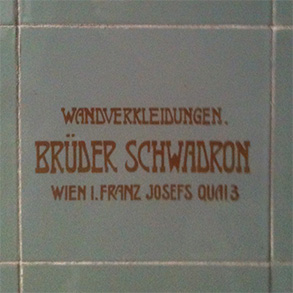 WANDVERKLEIDUNGEN.
BRÜDER SCHWADRON
WIEN I. FRANZ JOSEFS QUAI 3